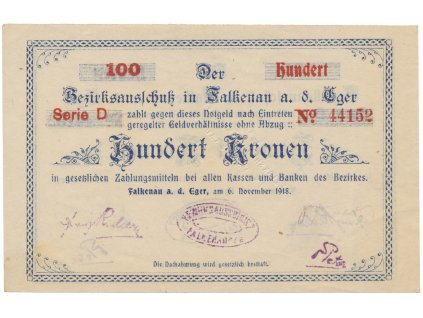 100 Der Hundert
Bezirksausschuß in Falkenau a. d. Eger
Serie D zahlt gegen dieses Notgeld nach Eintreten No 44152
geregelter Geldverhältnisse ohne Abzug ::
Hundert Kronen
in gesetzlichen Zahlungsmitteln bei allen Kassen und Banken des Bezirkes.
Falkenau a. d. Eger, am 6. November 1918.
BEZIRKSAUSSCHUSS
FALKENAU
Die Nachahmung wird gesetzlich bestraft.